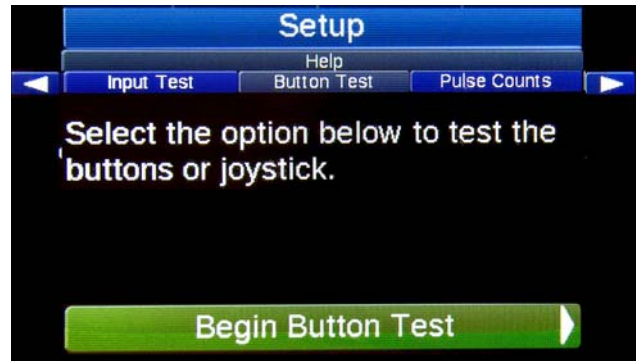 Setup
Help
Input Test Button Test Pulse Counts
Select the option below to test the
buttons or joystick.
Begin Button Test